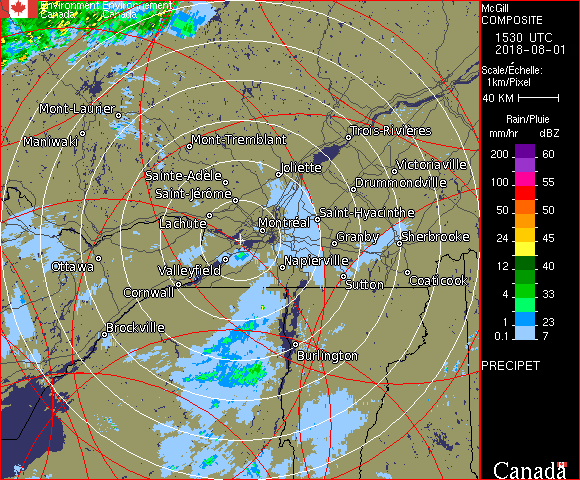 Environment Environnement
Canada Canada
McGill
COMPOSITE
1530 UTC
2018-08-01
Scale/Échelle:
1km/Pixel
40 KM
Rain/Pluie
mm/hr dBZ
200 60
100 55
50 50
24 45
12 40
4 33
1 23
0.1 7
PRECIPET
Canada
Mont-Laurier
Maniwaki
Mont-Tremblant
Trois-Rivières
Joliette
Victoriaville
Sainte-Adèle
Drummondville
Saint-Jérôme
Saint-Hyacinthe
Lachute
Montréal
Granby
Sherbrooke
Ottawa
Valleyfield
Napierville
Cornwall
Sutton
Coaticook
Brockville
Burlington